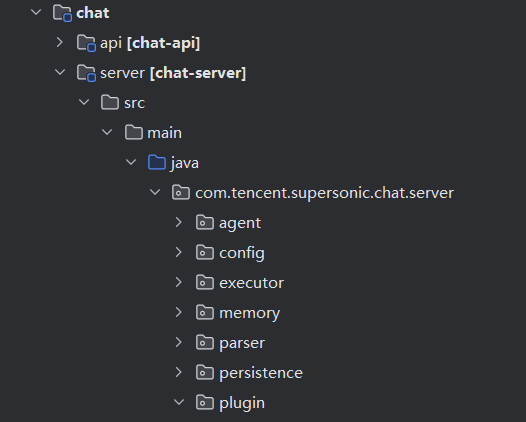 chat
api [chat-api]
server [chat-server]
src
main
java
com.tencent.supersonic.chat.server
agent
config
executor
memory
parser
persistence
plugin